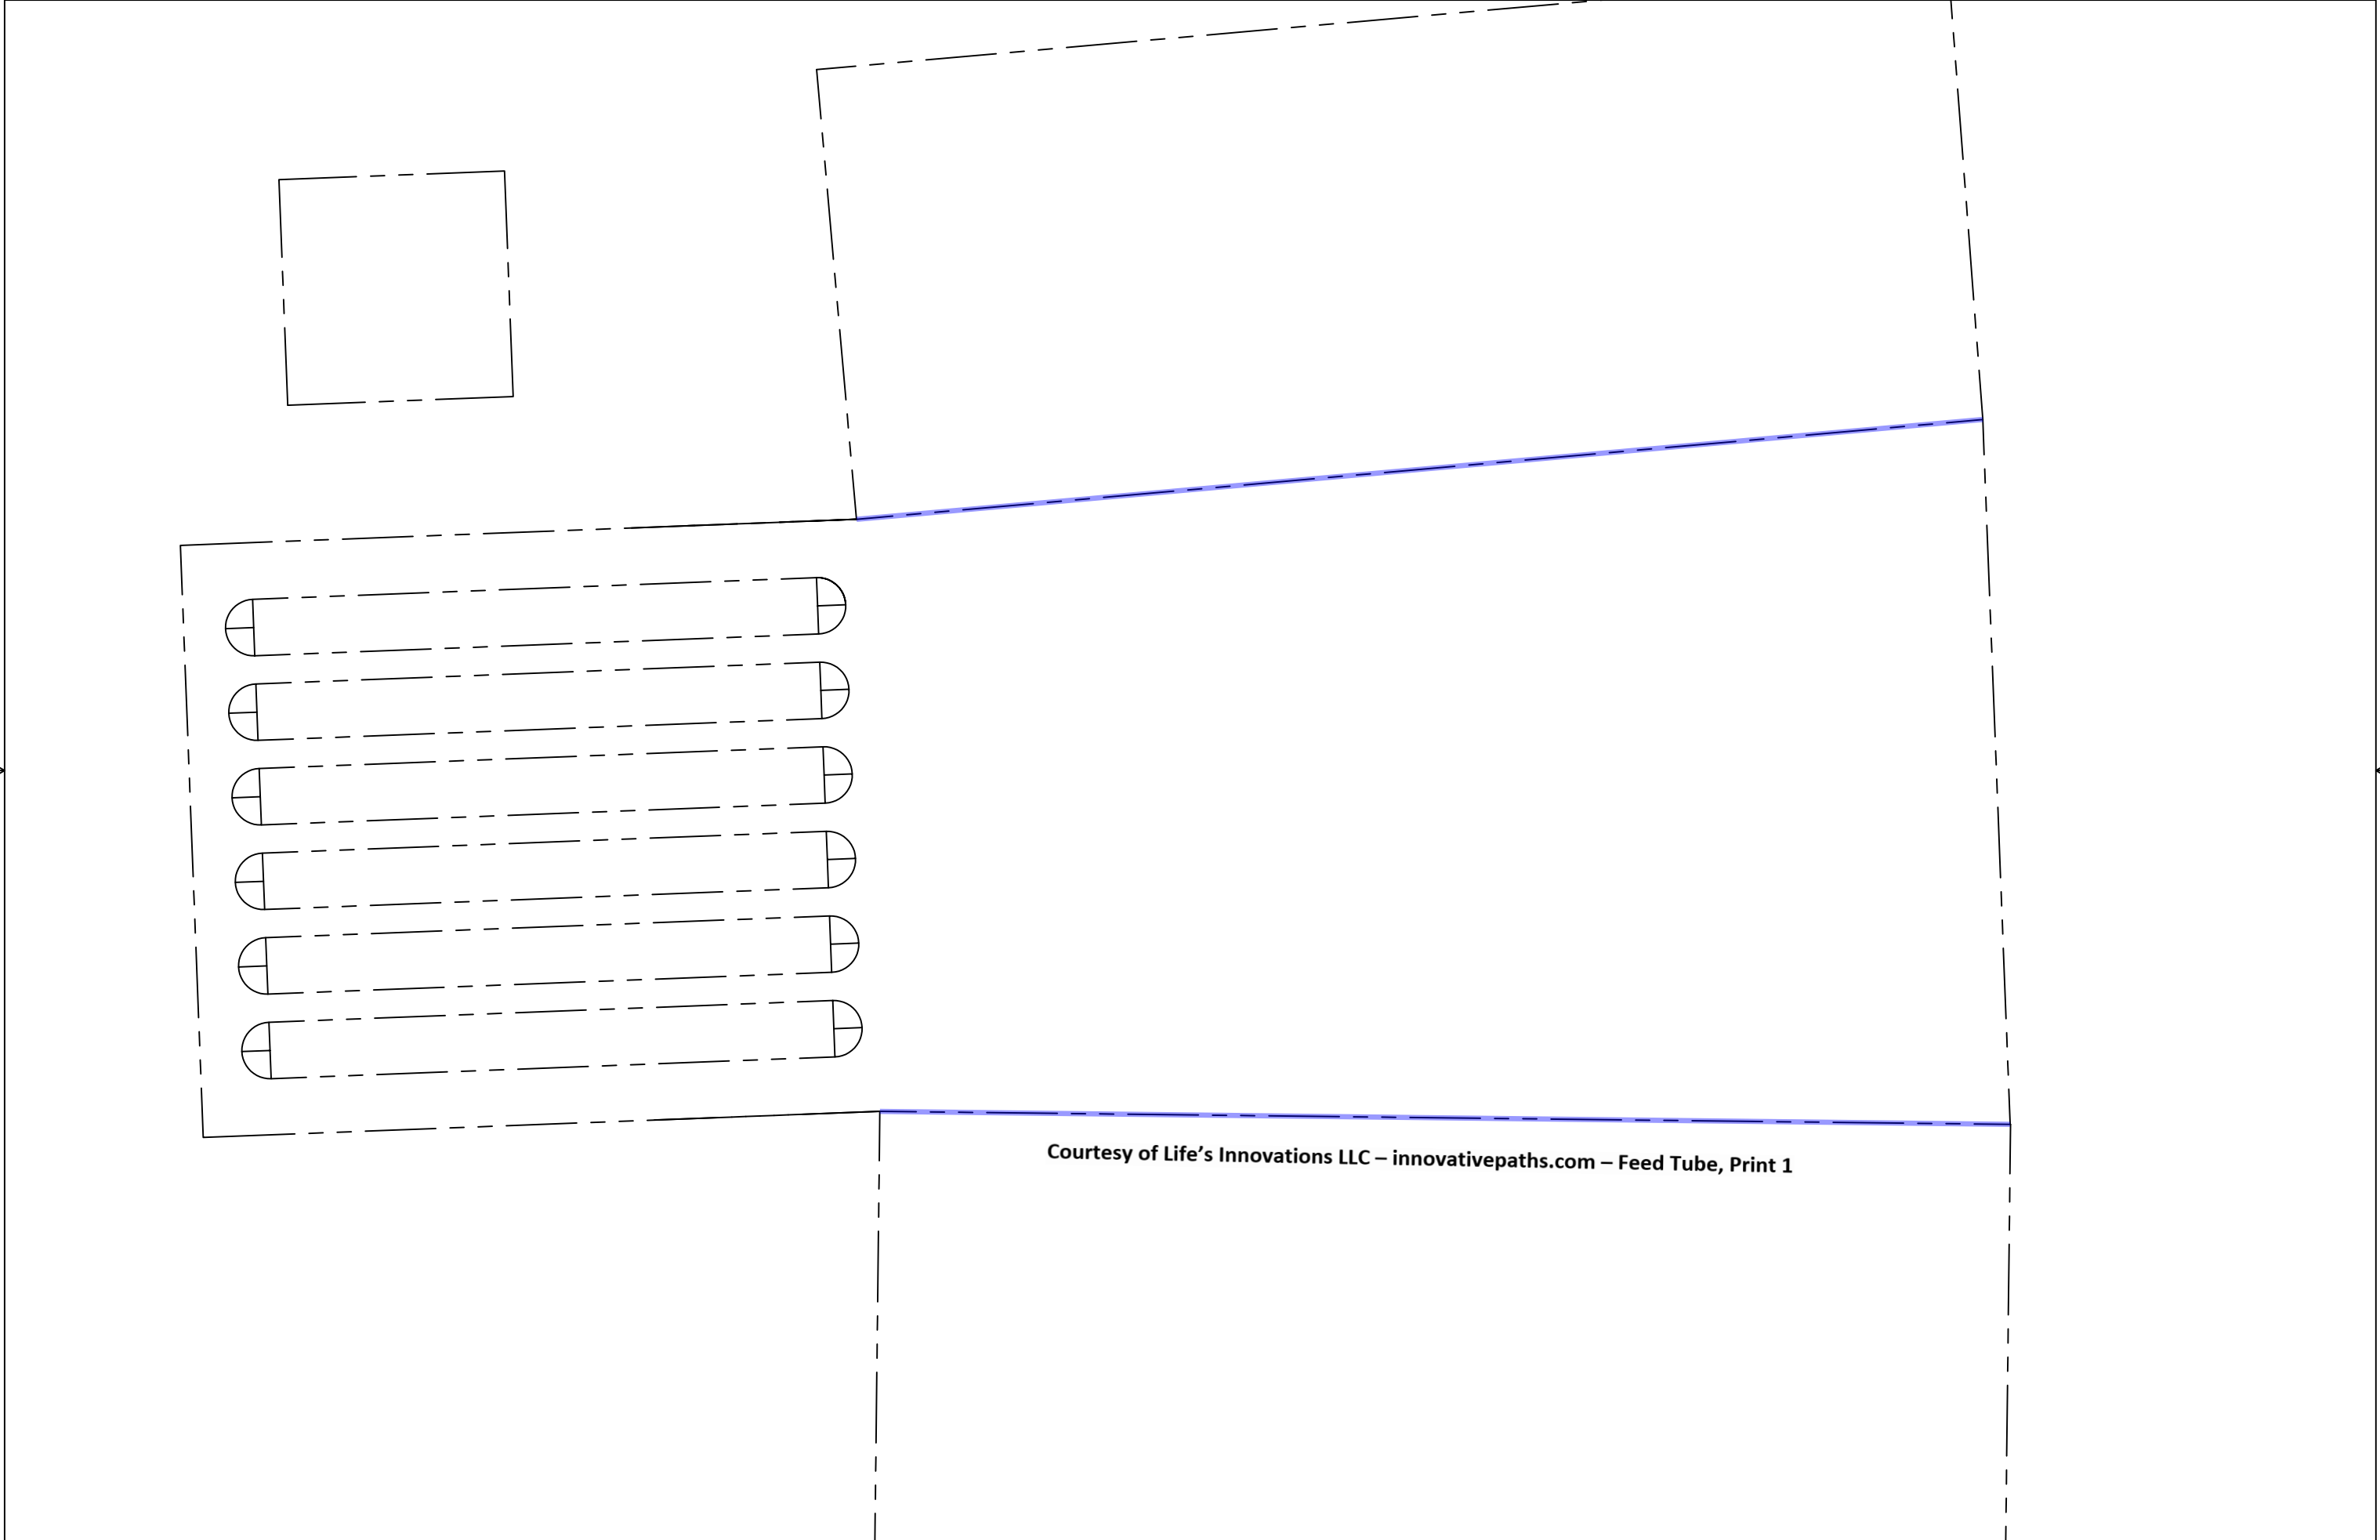 Courtesy of Life’s Innovations LLC – innovativepaths.com – Feed Tube, Print 1